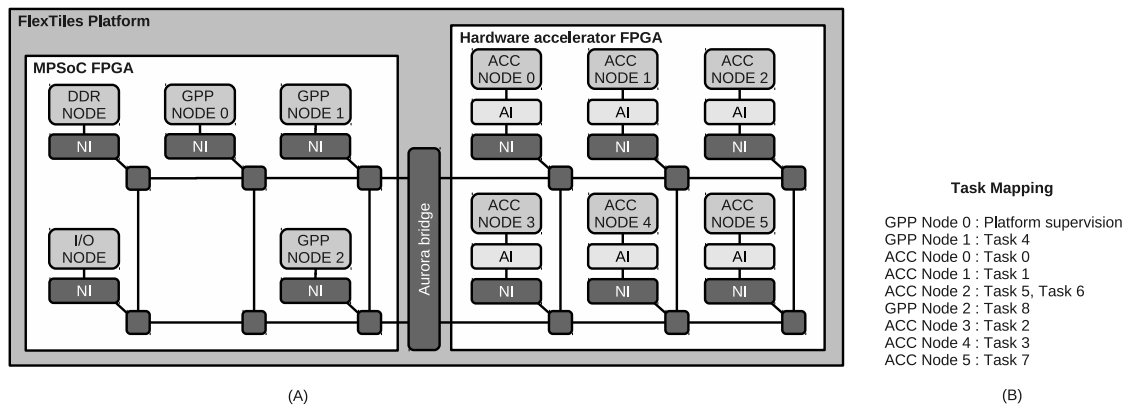 FlexTiles Platform
MPSoC FPGA
DDR
NODE
NI
GPP
NODE 0
NI
GPP
NODE 1
NI
I/O
NODE
NI
GPP
NODE 2
NI
Aurora bridge
Hardware accelerator FPGA
ACC
NODE 0
AI
NI
ACC
NODE 1
AI
NI
ACC
NODE 2
AI
NI
ACC
NODE 3
AI
NI
ACC
NODE 4
AI
NI
ACC
NODE 5
AI
NI
(A)
Task Mapping
GPP Node 0 : Platform supervision
GPP Node 1 : Task 4
ACC Node 0 : Task 0
ACC Node 1 : Task 1
ACC Node 2 : Task 5, Task 6
GPP Node 2 : Task 8
ACC Node 3 : Task 2
ACC Node 4 : Task 3
ACC Node 5 : Task 7
(B)